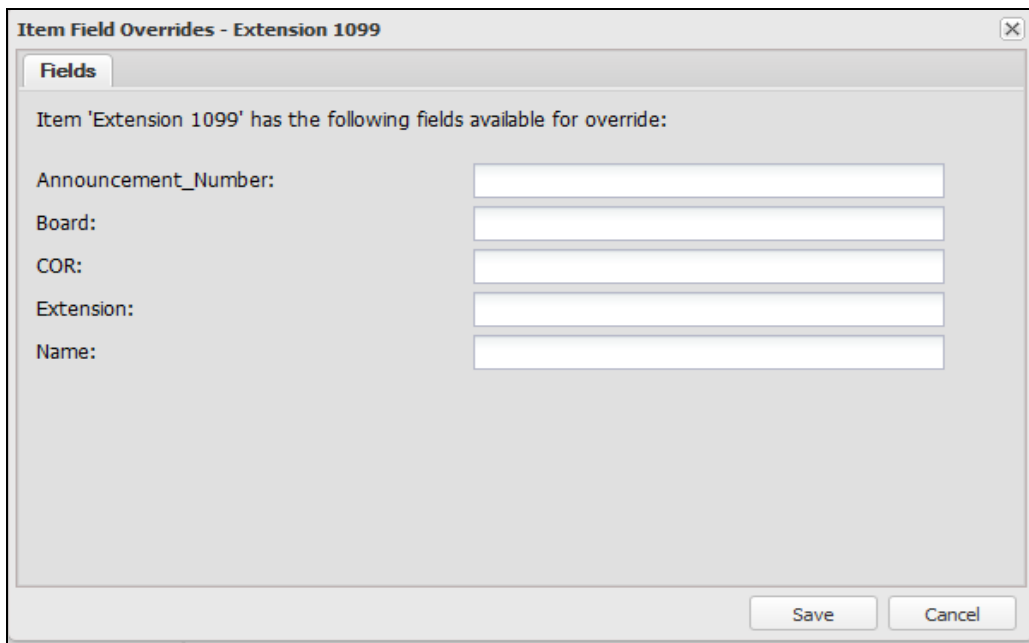 Item Field Overrides - Extension 1099
Fields
Item 'Extension 1099' has the following fields available for override:
Announcement_Number:
Board:
COR:
Extension:
Name:
Save Cancel